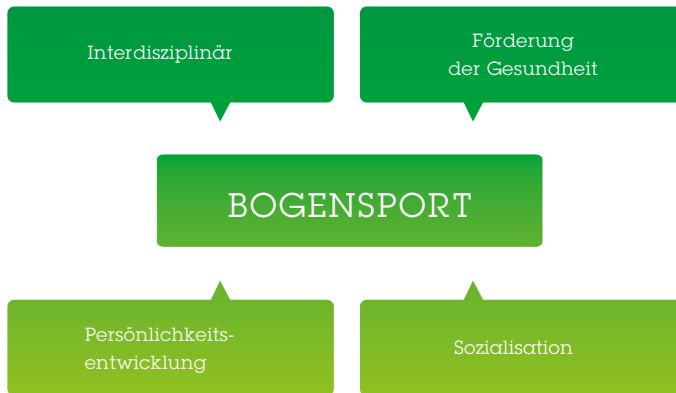 Interdisziplinär
Förderung
der Gesundheit
BOGENSPORT
Persönlichkeits-
entwicklung
Sozialisation